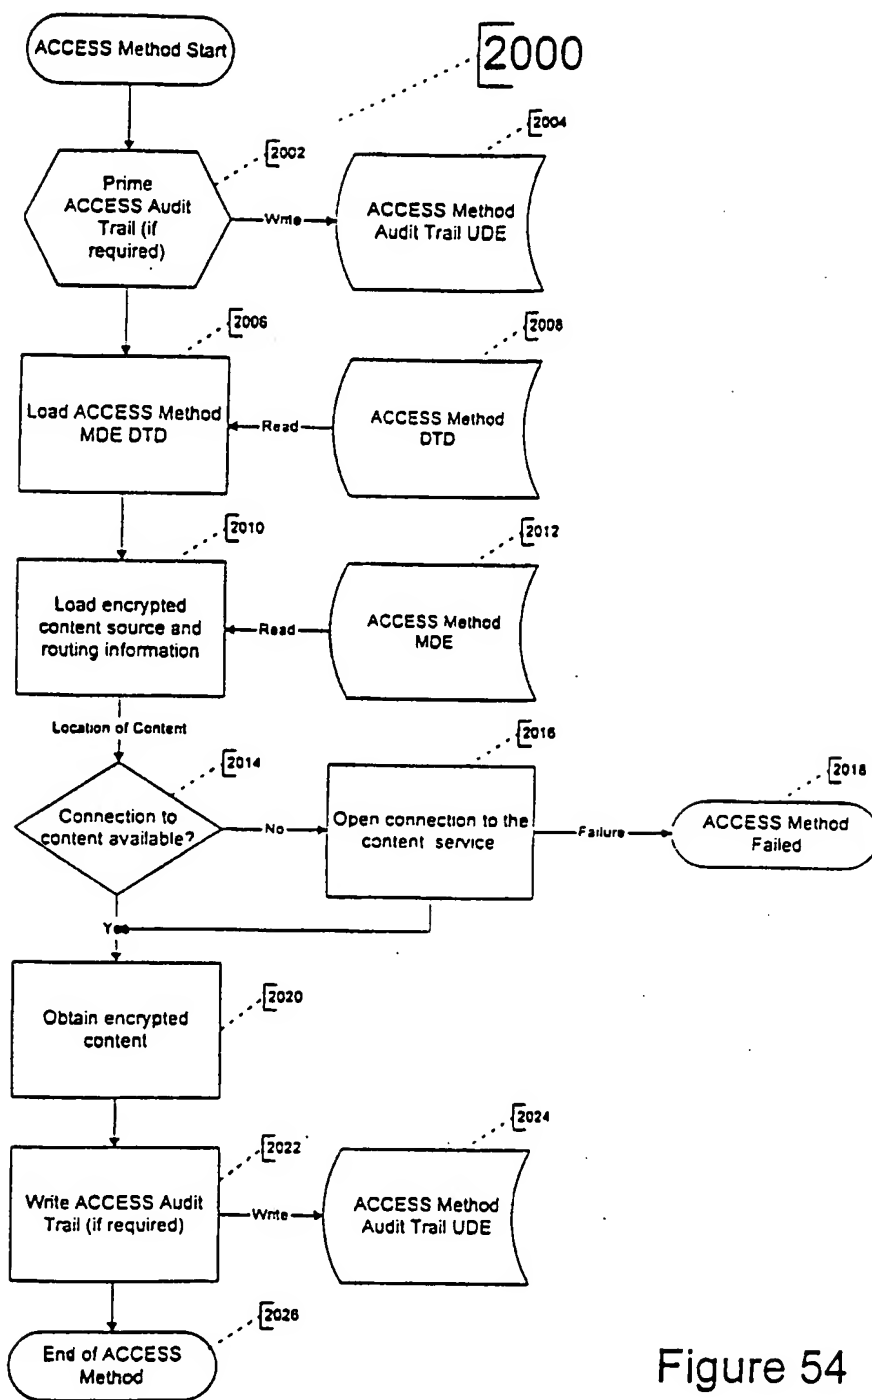 ACCESS Method Start
2000
2002
2004
Prime
ACCESS Audit
Trail (if
required)
Write
ACCESS Method
Audit Trail UDE
2006
2008
Load ACCESS Method
MDE DTD
Read
ACCESS Method
DTD
2010
2012
Load encrypted
content source and
routing information
Read
ACCESS Method
MDE
Location of Content
2014
2016
2018
Connection to
content available?
No
Open connection to the
content service
Failure
ACCESS Method
Failed
2020
Obtain encrypted
content
2022
2024
Write ACCESS Audit
Trail (if required)
Write
ACCESS Method
Audit Trail UDE
2026
End of ACCESS
Method
Figure 54